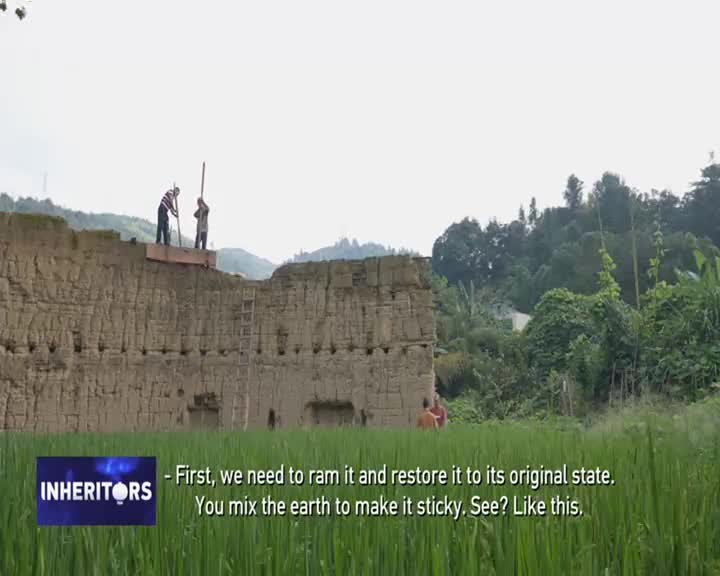 INHERITORS
- First, we need to ram it and restore it to its original state.
You mix the earth to make it sticky. See? Like this.